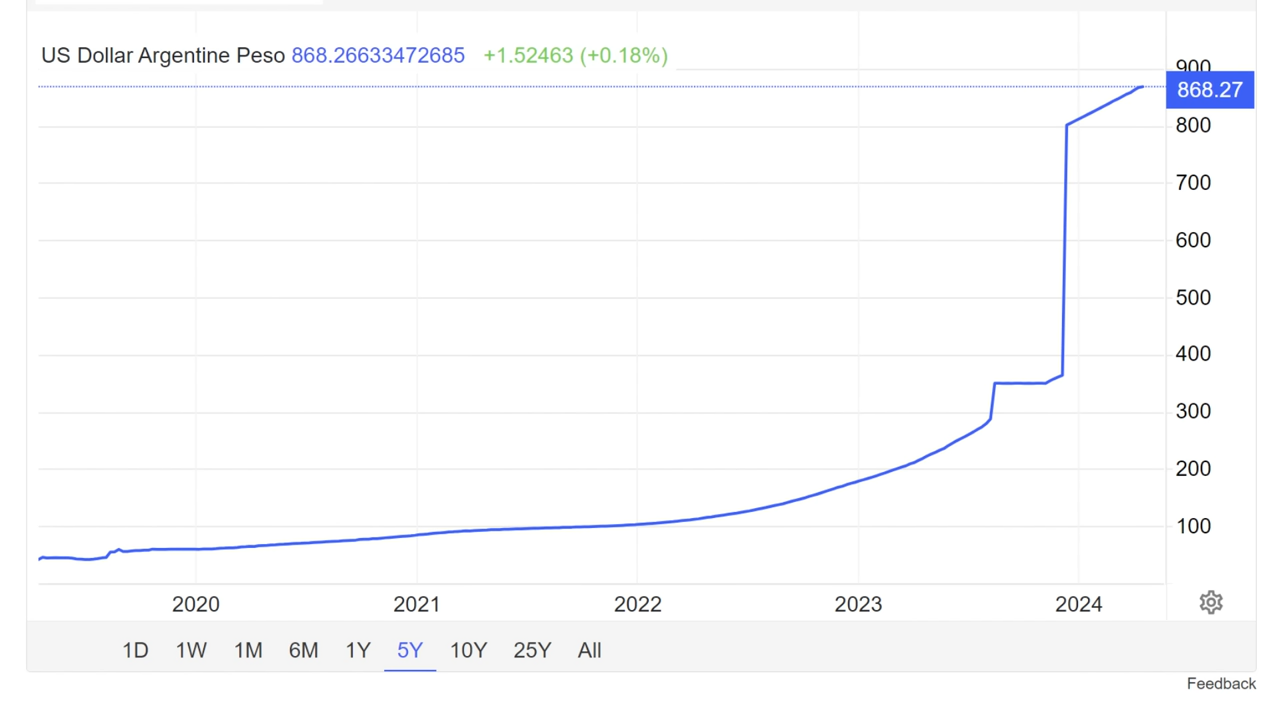 US Dollar Argentine Peso 868.26633472685 +1.52463 (+0.18%)
900
868.27
800
700
600
500
400
300
200
100
2020 2021 2022 2023 2024
1D 1W 1M 6M 1Y 5Y 10Y 25Y All
Feedback